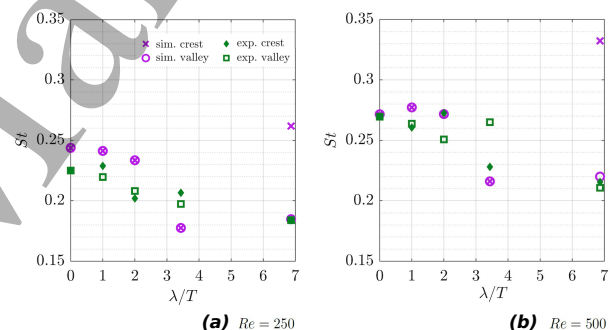 0.35
0.3
0.25
0.2
0.15
St
0 1 2 3 4 5 6 7
λ/T
× sim. crest ♦ exp. crest
○ sim. valley □ exp. valley
(a) Re = 250
0.35
0.3
0.25
0.2
0.15
St
0 1 2 3 4 5 6 7
λ/T
(b) Re = 500